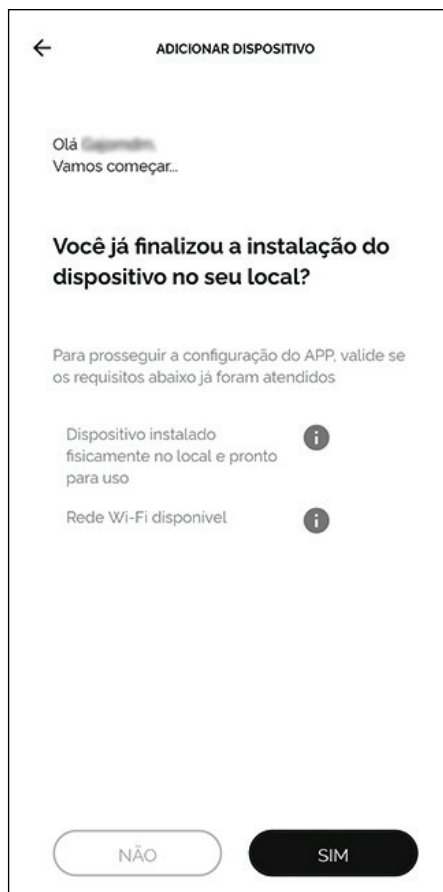 ADICIONAR DISPOSITIVO
Olá
Vamos começar...
Você já finalizou a instalação do
dispositivo no seu local?
Para prosseguir a configuração do APP, valide se
os requisitos abaixo já foram atendidos
Dispositivo instalado
fisicamente no local e pronto
para uso
Rede Wi-Fi disponível
NÃO
SIM